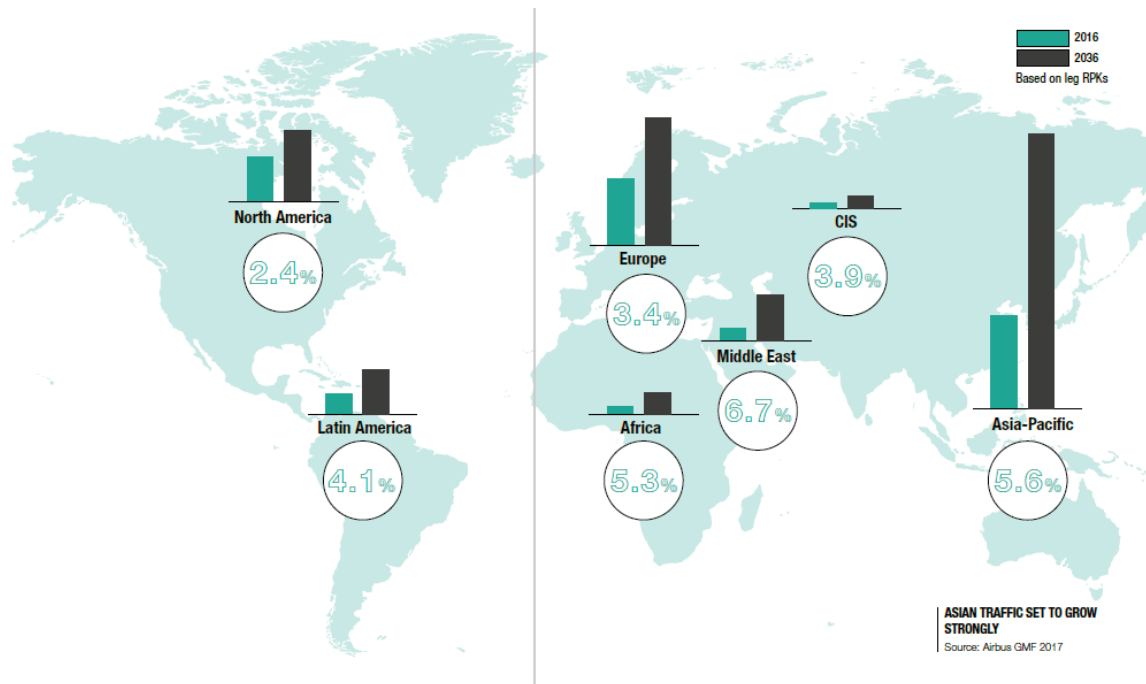 2016
2036
Based on leg RPKs
North America
2.4%
Europe
3.4%
CIS
3.9%
Middle East
6.7%
Latin America
4.1%
Africa
5.3%
Asia-Pacific
5.6%
ASIAN TRAFFIC SET TO GROW
STRONGLY
Source: Airbus GMF 2017